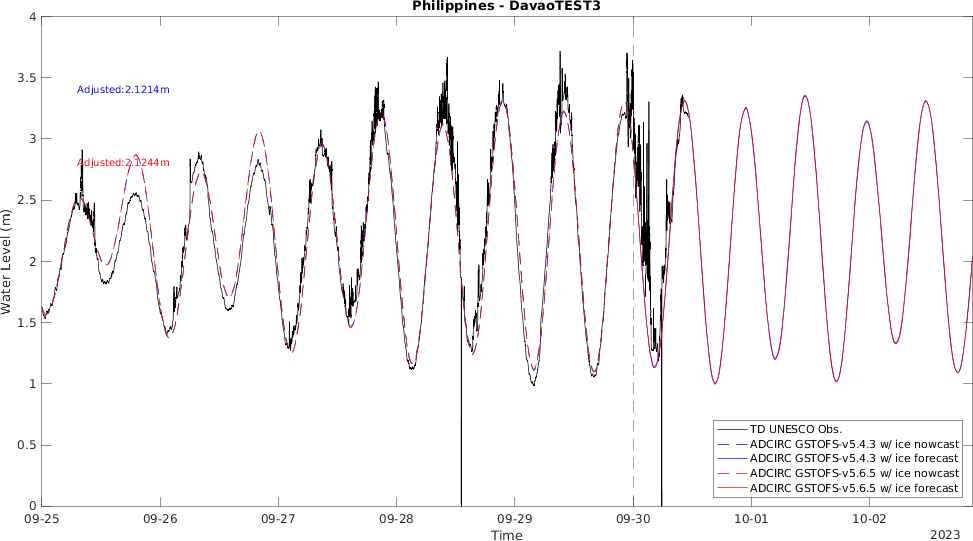 Philippines - DavaoTEST3
Water Level (m)
4
3.5
3
2.5
2
1.5
1
0.5
0
Adjusted:2.1214m
Adjusted:2.1244m
TD UNESCO Obs.
ADCIRC GSTOFS-v5.4.3 w/ ice nowcast
ADCIRC GSTOFS-v5.4.3 w/ ice forecast
ADCIRC GSTOFS-v5.6.5 w/ ice nowcast
ADCIRC GSTOFS-v5.6.5 w/ ice forecast
09-25 09-26 09-27 09-28 09-29 09-30 10-01 10-02
Time
2023